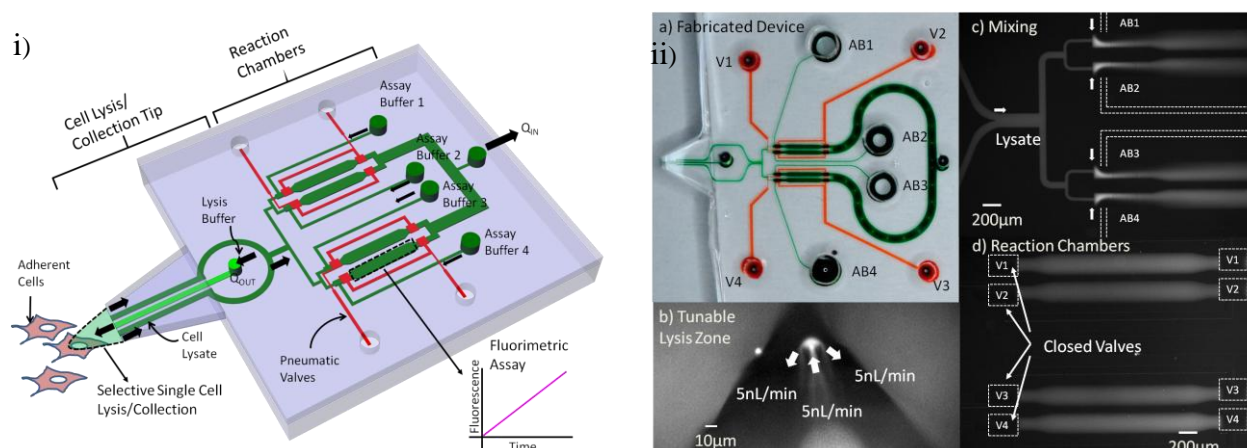 i)
Cell Lysis/
Collection Tip
Reaction
Chambers
Assay
Buffer 1
Assay
Buffer 2
Assay
Buffer 3
Assay
Buffer 4
Q_IN
Lysis
Buffer
Q_OUT
Adherent
Cells
Cell
Lysate
Pneumatic
Valves
Selective Single Cell
Lysis/Collection
Fluorimetric
Assay
Fluorescence
Time
ii)
a) Fabricated Device
V1
AB1
V2
AB2
AB3
V4
AB4
V3
b) Tunable
Lysis Zone
5nL/min
5nL/min
5nL/min
10µm
c) Mixing
AB1
AB2
Lysate
AB3
AB4
200µm
d) Reaction Chambers
V1
V1
V2
V2
Closed Valves
V3
V3
V4
V4
200µm